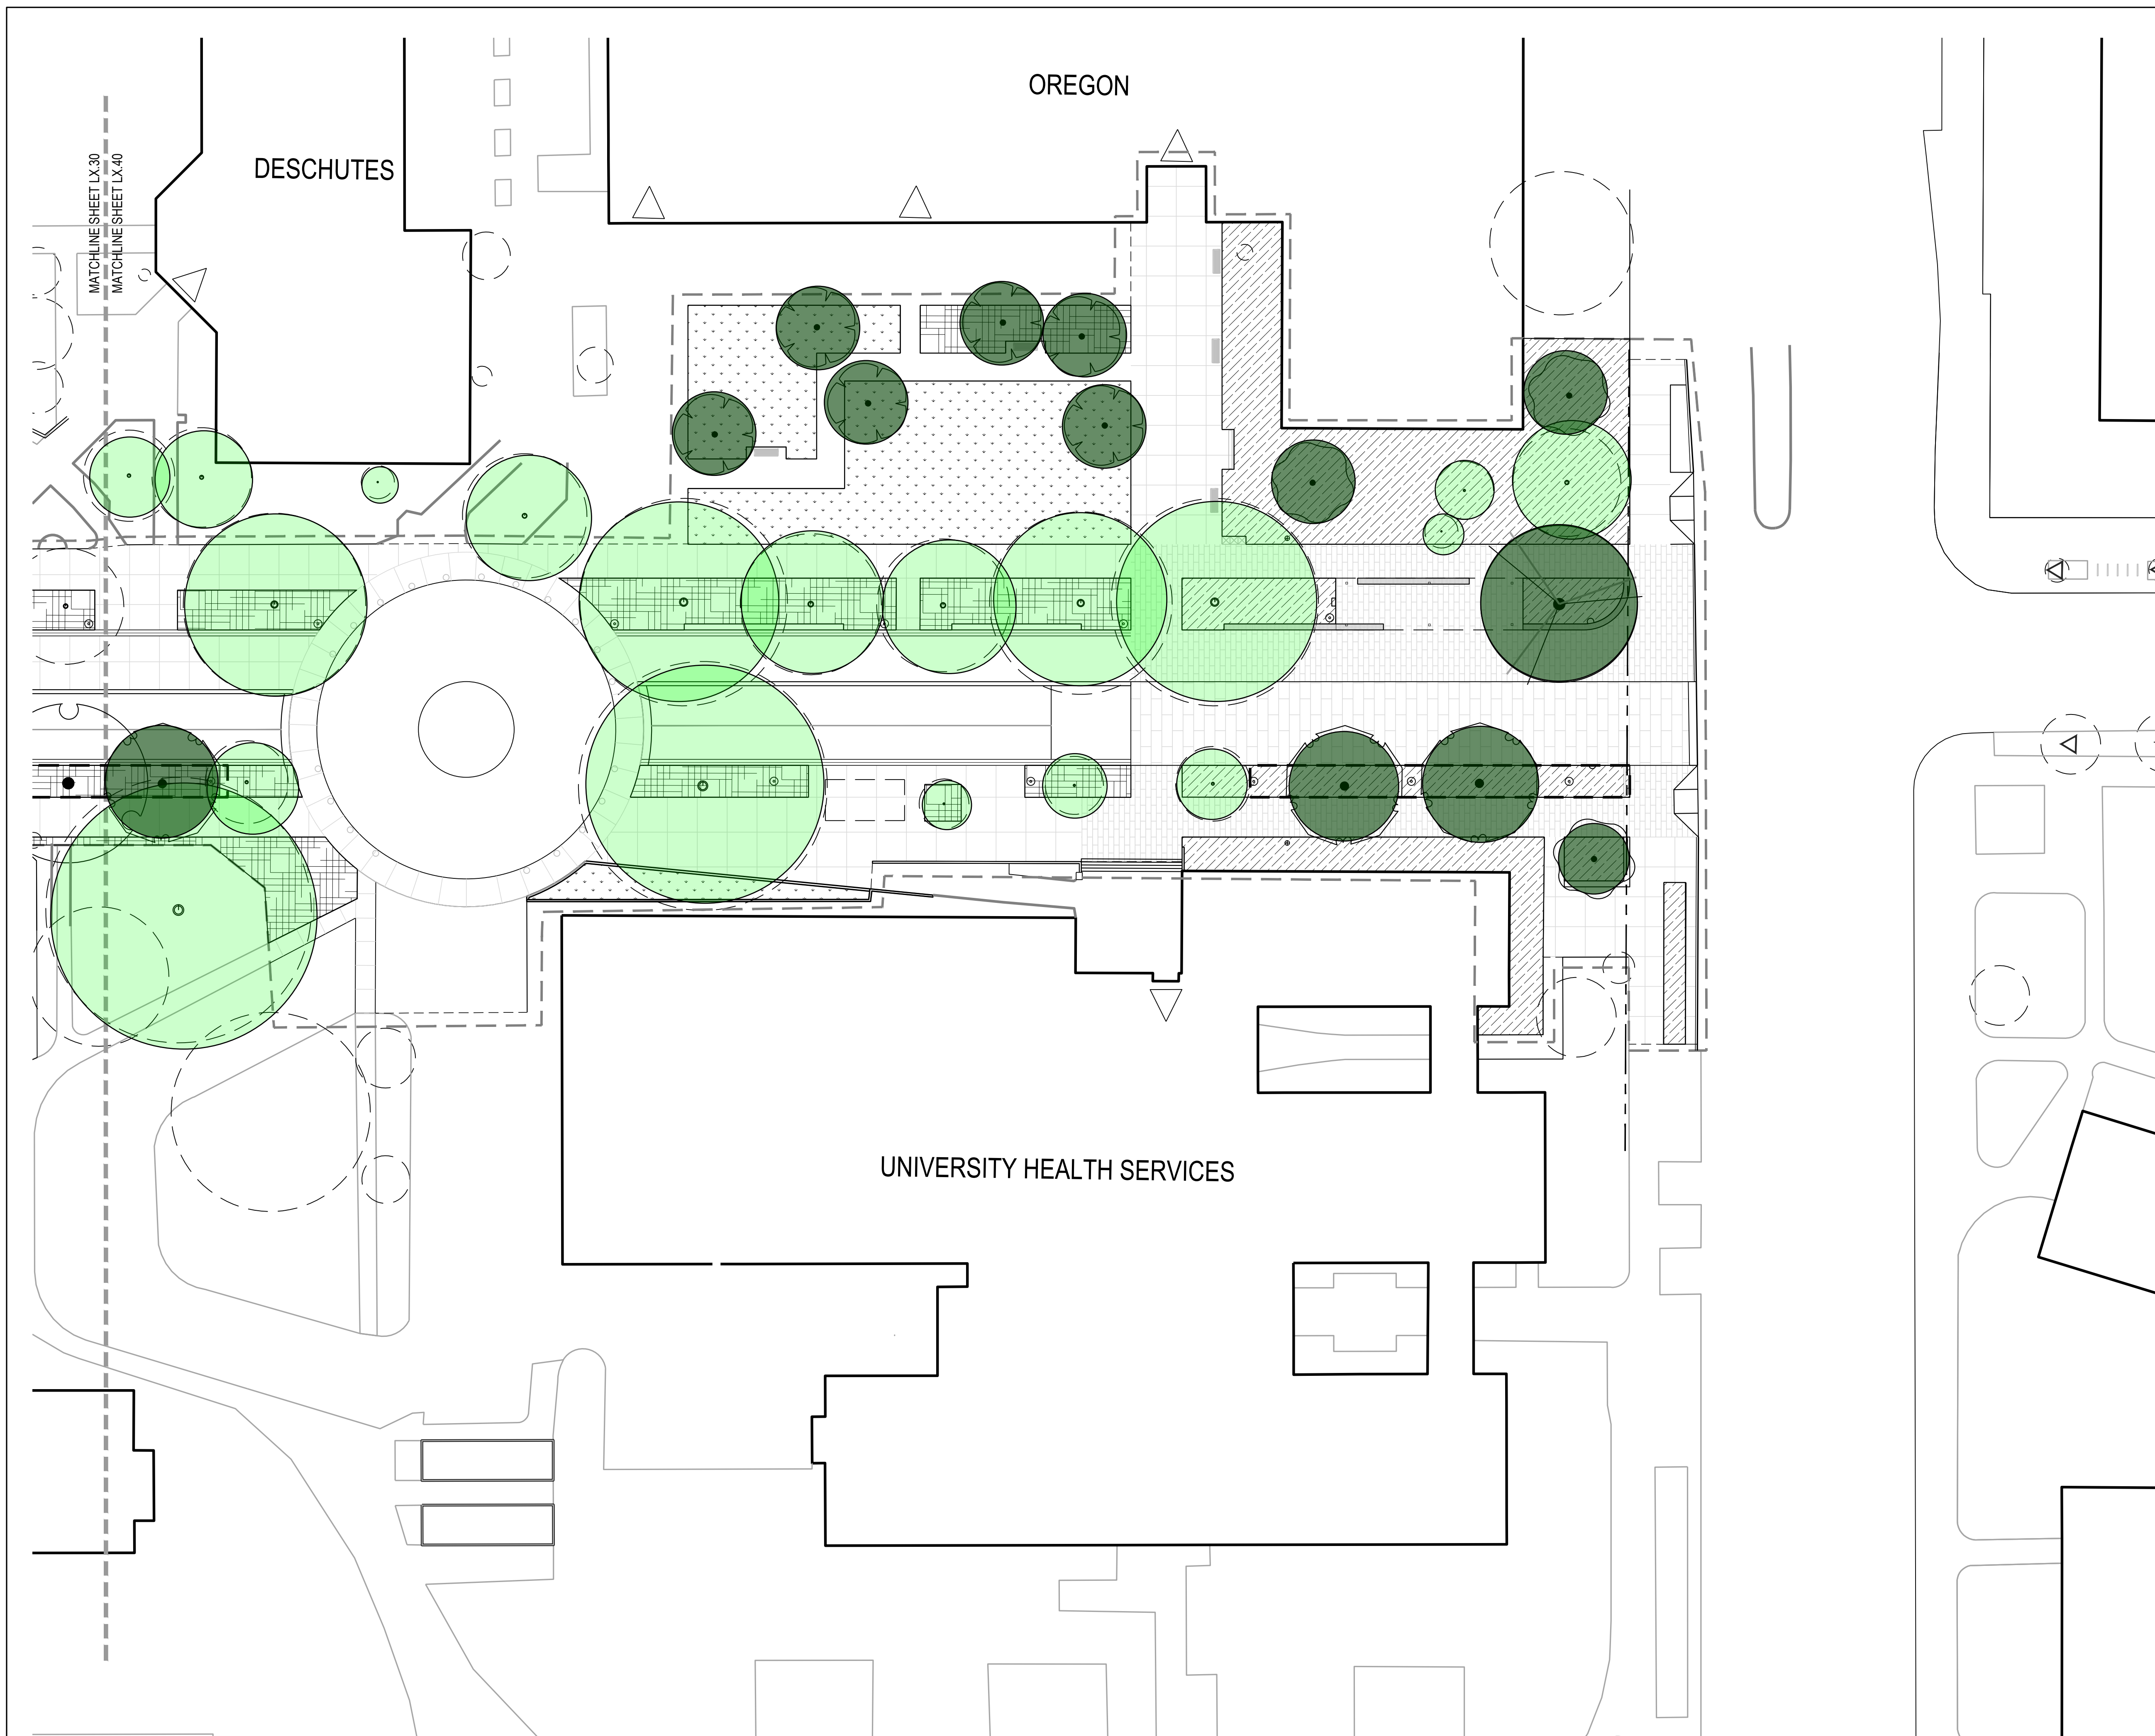 OREGON
DESCHUTES
MATCHLINE SHEET LX.30
MATCHLINE SHEET LX.40
UNIVERSITY HEALTH SERVICES